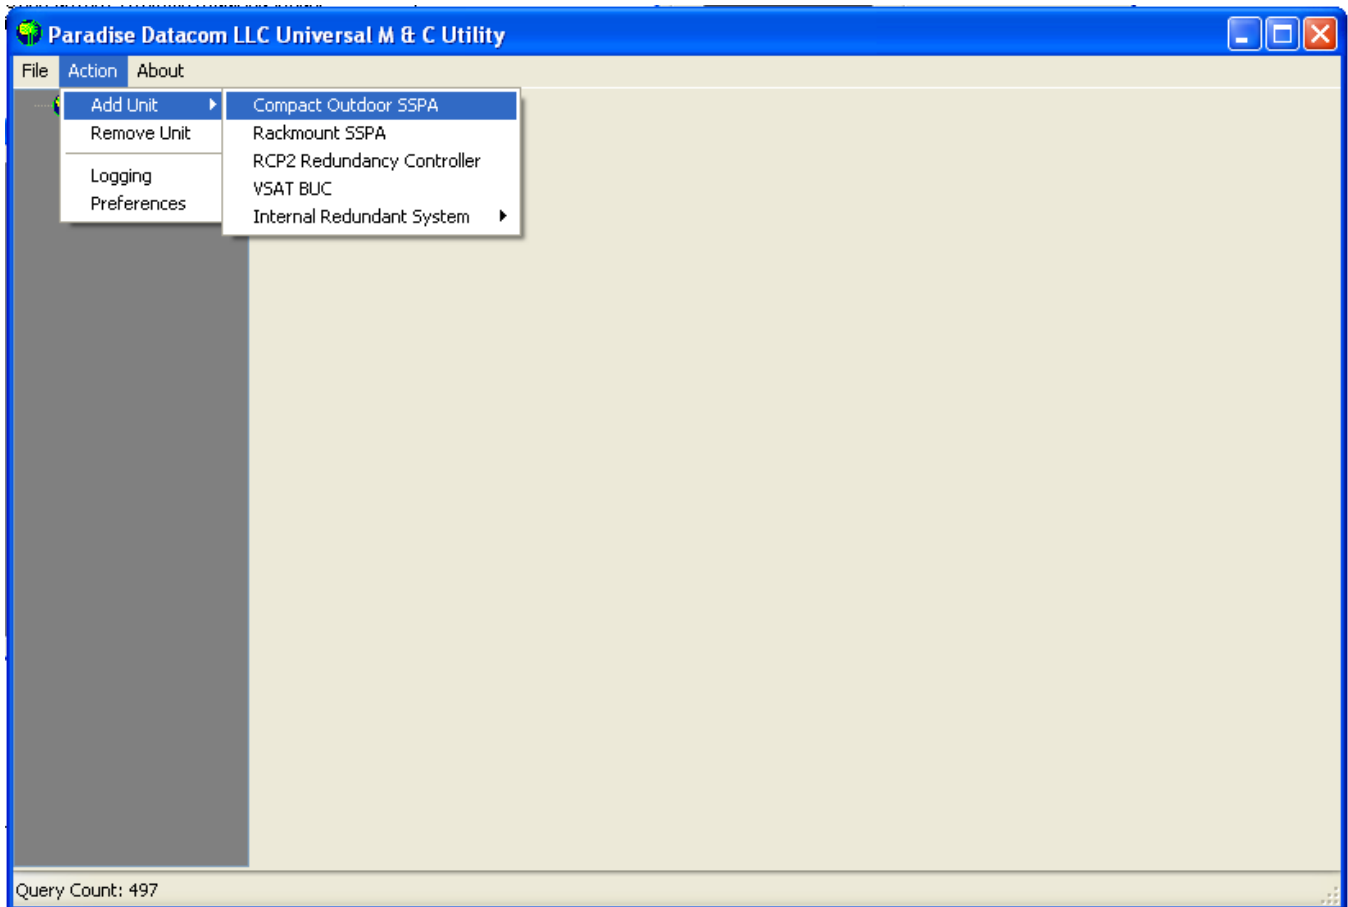 Paradise Datacom LLC Universal M & C Utility
File Action About
Add Unit
Remove Unit
Logging
Preferences
Compact Outdoor SSPA
Rackmount SSPA
RCP2 Redundancy Controller
VSAT BUC
Internal Redundant System
Query Count: 497